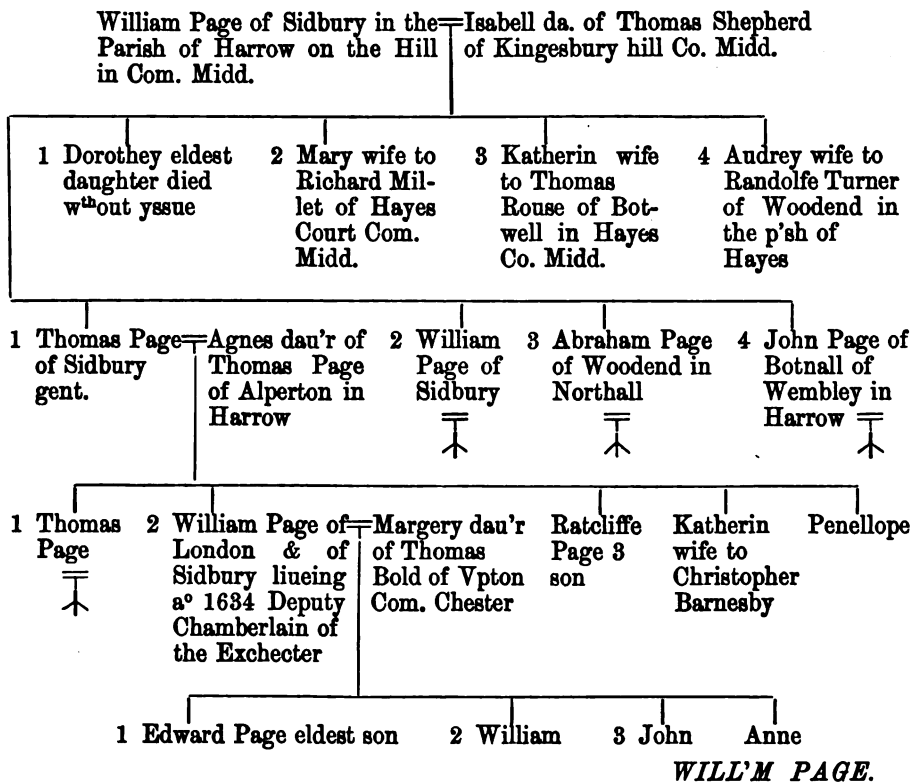 William Page of Sidbury in the
Parish of Harrow on the Hill
in Com. Midd.
Isabell da. of Thomas Shepherd
of Kingesbury hill Co. Midd.
1 Dorothey eldest
daughter died
wᵗʰout yssue
2 Mary wife to
Richard Mil-
let of Hayes
Court Com.
Midd.
3 Katherin wife
to Thomas
Rouse of Bot-
well in Hayes
Co. Midd.
4 Audrey wife to
Randolfe Turner
of Woodend in
the p'sh of
Hayes
1 Thomas Page
of Sidbury
gent.
Agnes dau'r of
Thomas Page
of Alperton in
Harrow
2 William
Page of
Sidbury
3 Abraham Page
of Woodend in
Northall
4 John Page of
Botnall of
Wembley in
Harrow
1 Thomas
Page
2 William Page of
London & of
Sidbury liueing
aº 1634 Deputy
Chamberlain of
the Exchecter
Margery dau'r
of Thomas
Bold of Vpton
Com. Chester
Ratcliffe
Page 3
son
Katherin
wife to
Christopher
Barnesby
Penellope
1 Edward Page eldest son
2 William
3 John
Anne
WILL'M PAGE.